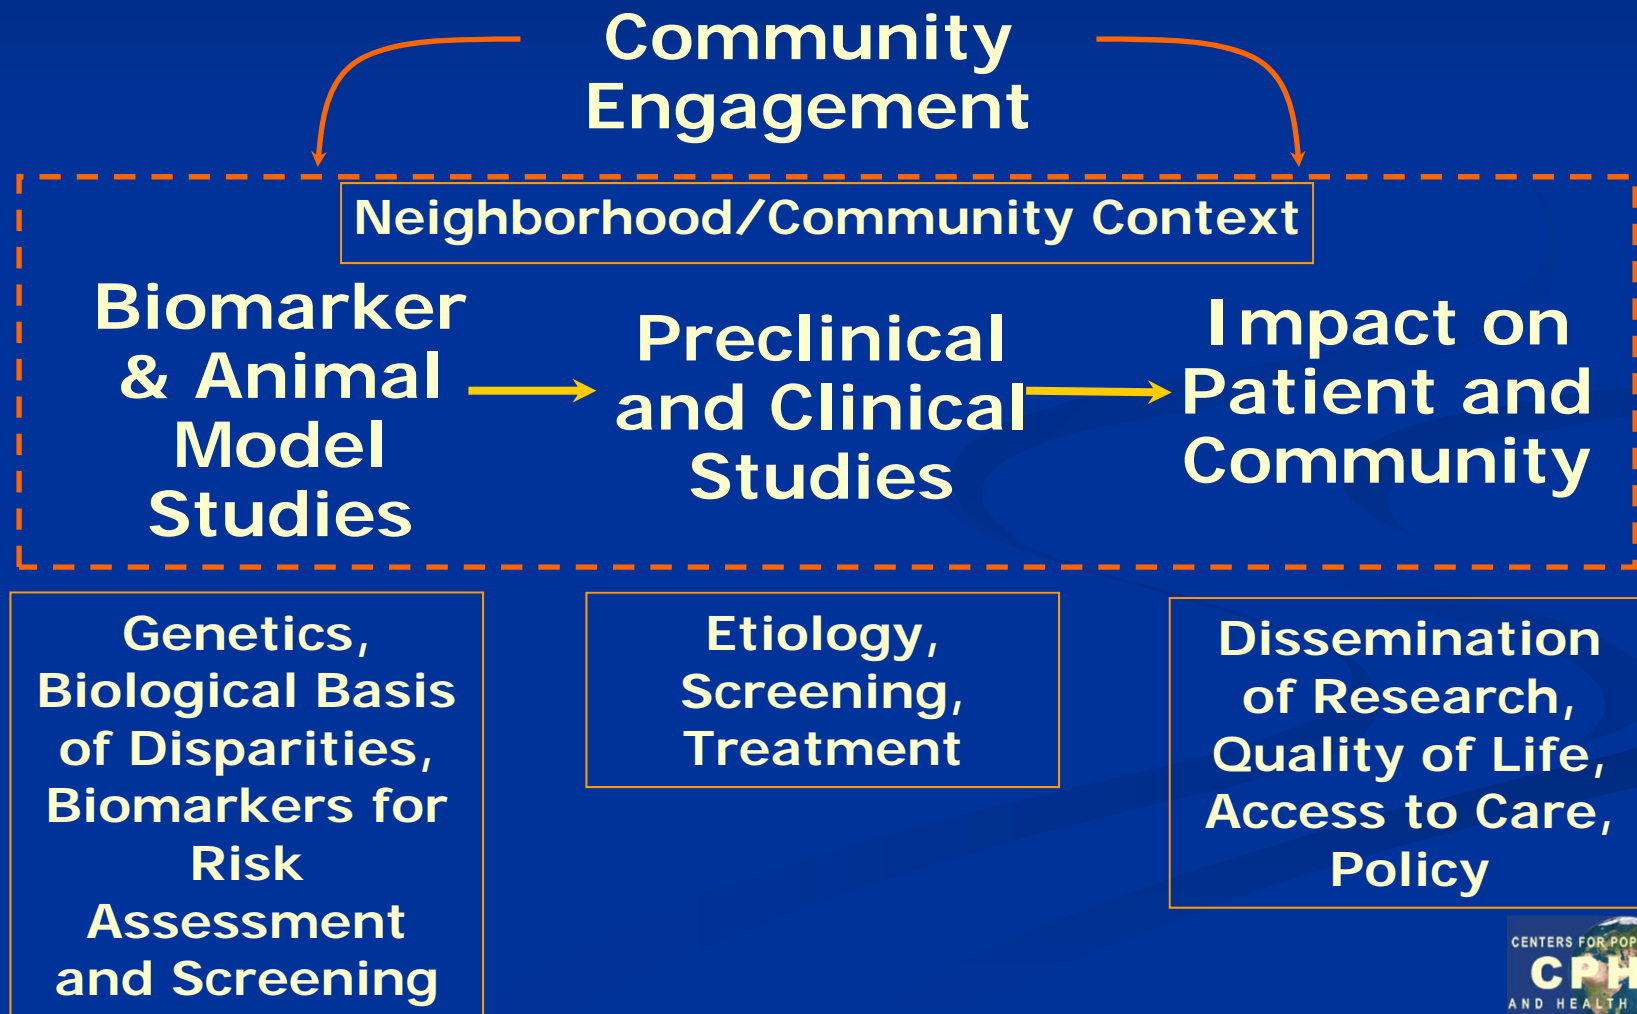 Community
Engagement
Neighborhood/Community Context
Biomarker
& Animal
Model
Studies
Preclinical
and Clinical
Studies
Impact on
Patient and
Community
Genetics,
Biological Basis
of Disparities,
Biomarkers for
Risk
Assessment
and Screening
Etiology,
Screening,
Treatment
Dissemination
of Research,
Quality of Life,
Access to Care,
Policy
CENTERS FOR POP
CPH
AND HEALTH